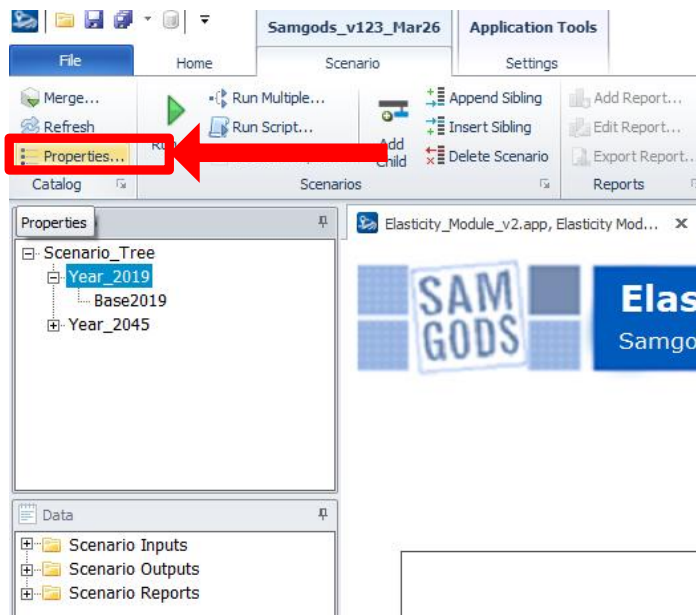 Samgods_v123_Mar26 Application Tools
File Home Scenario Settings
Merge... Run Multiple... Append Sibling Add Report...
Refresh Run Script... Insert Sibling Edit Report...
Properties... Add Child Delete Scenario Export Report...
Catalog Scenarios Reports
Properties Elasticity_Module_v2.app, Elasticity Mod... X
Scenario_Tree
Year_2019
Base2019
Year_2045
SAM
GODS
Elas
Samgo
Data
Scenario Inputs
Scenario Outputs
Scenario Reports